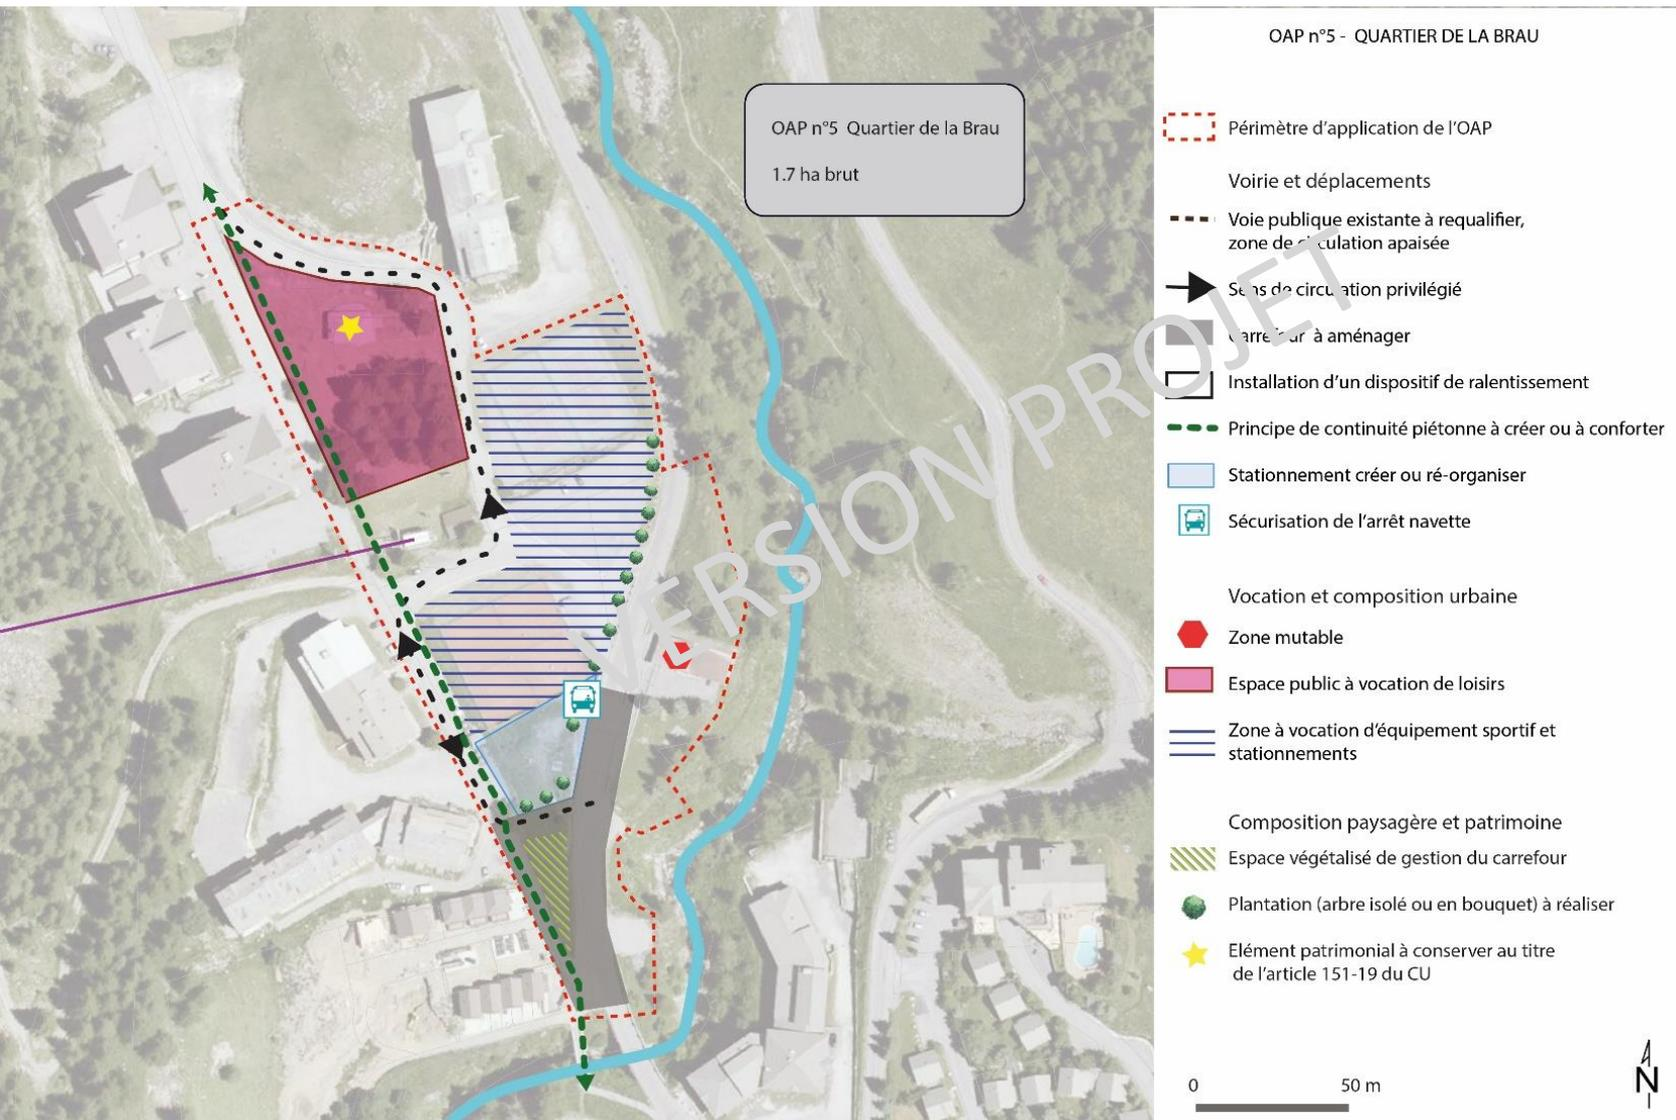 OAP n°5 - QUARTIER DE LA BRAU
OAP n°5 Quartier de la Brau
1.7 ha brut
Périmètre d'application de l'OAP
Voirie et déplacements
Voie publique existante à requalifier,
zone de circulation apaisée
Sens de circulation privilégié
Carrefour à aménager
Installation d'un dispositif de ralentissement
Principe de continuité piétonne à créer ou à conforter
Stationnement créer ou ré-organiser
Sécurisation de l'arrêt navette
Vocation et composition urbaine
Zone mutable
Espace public à vocation de loisirs
Zone à vocation d'équipement sportif et
stationnements
Composition paysagère et patrimoine
Espace végétalisé de gestion du carrefour
Plantation (arbre isolé ou en bouquet) à réaliser
Elément patrimonial à conserver au titre
de l'article 151-19 du CU
VERSION PROJET
0 50 m
N